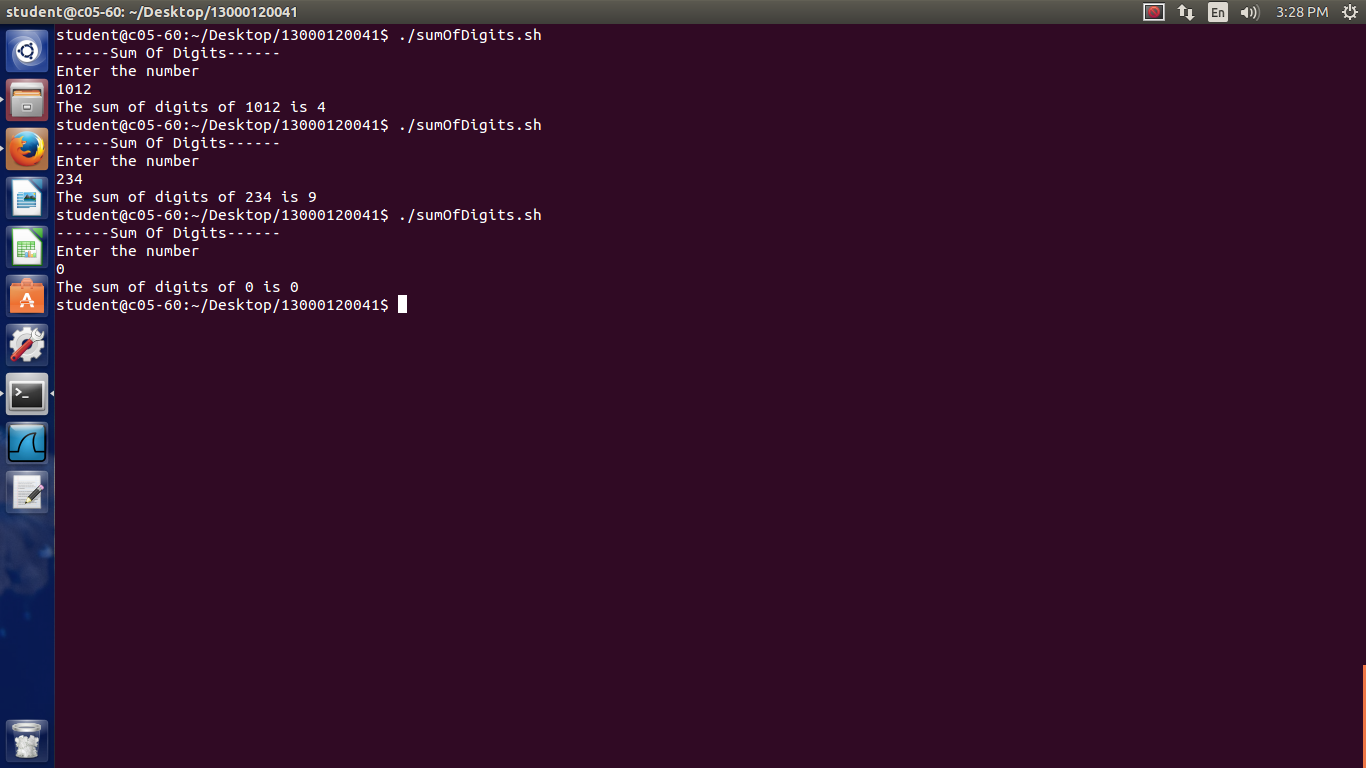 student@c05-60: ~/Desktop/13000120041
En
3:28 PM
student@c05-60:~/Desktop/13000120041$ ./sumOfDigits.sh
------Sum Of Digits------
Enter the number
1012
The sum of digits of 1012 is 4
student@c05-60:~/Desktop/13000120041$ ./sumOfDigits.sh
------Sum Of Digits------
Enter the number
234
The sum of digits of 234 is 9
student@c05-60:~/Desktop/13000120041$ ./sumOfDigits.sh
------Sum Of Digits------
Enter the number
0
The sum of digits of 0 is 0
student@c05-60:~/Desktop/13000120041$